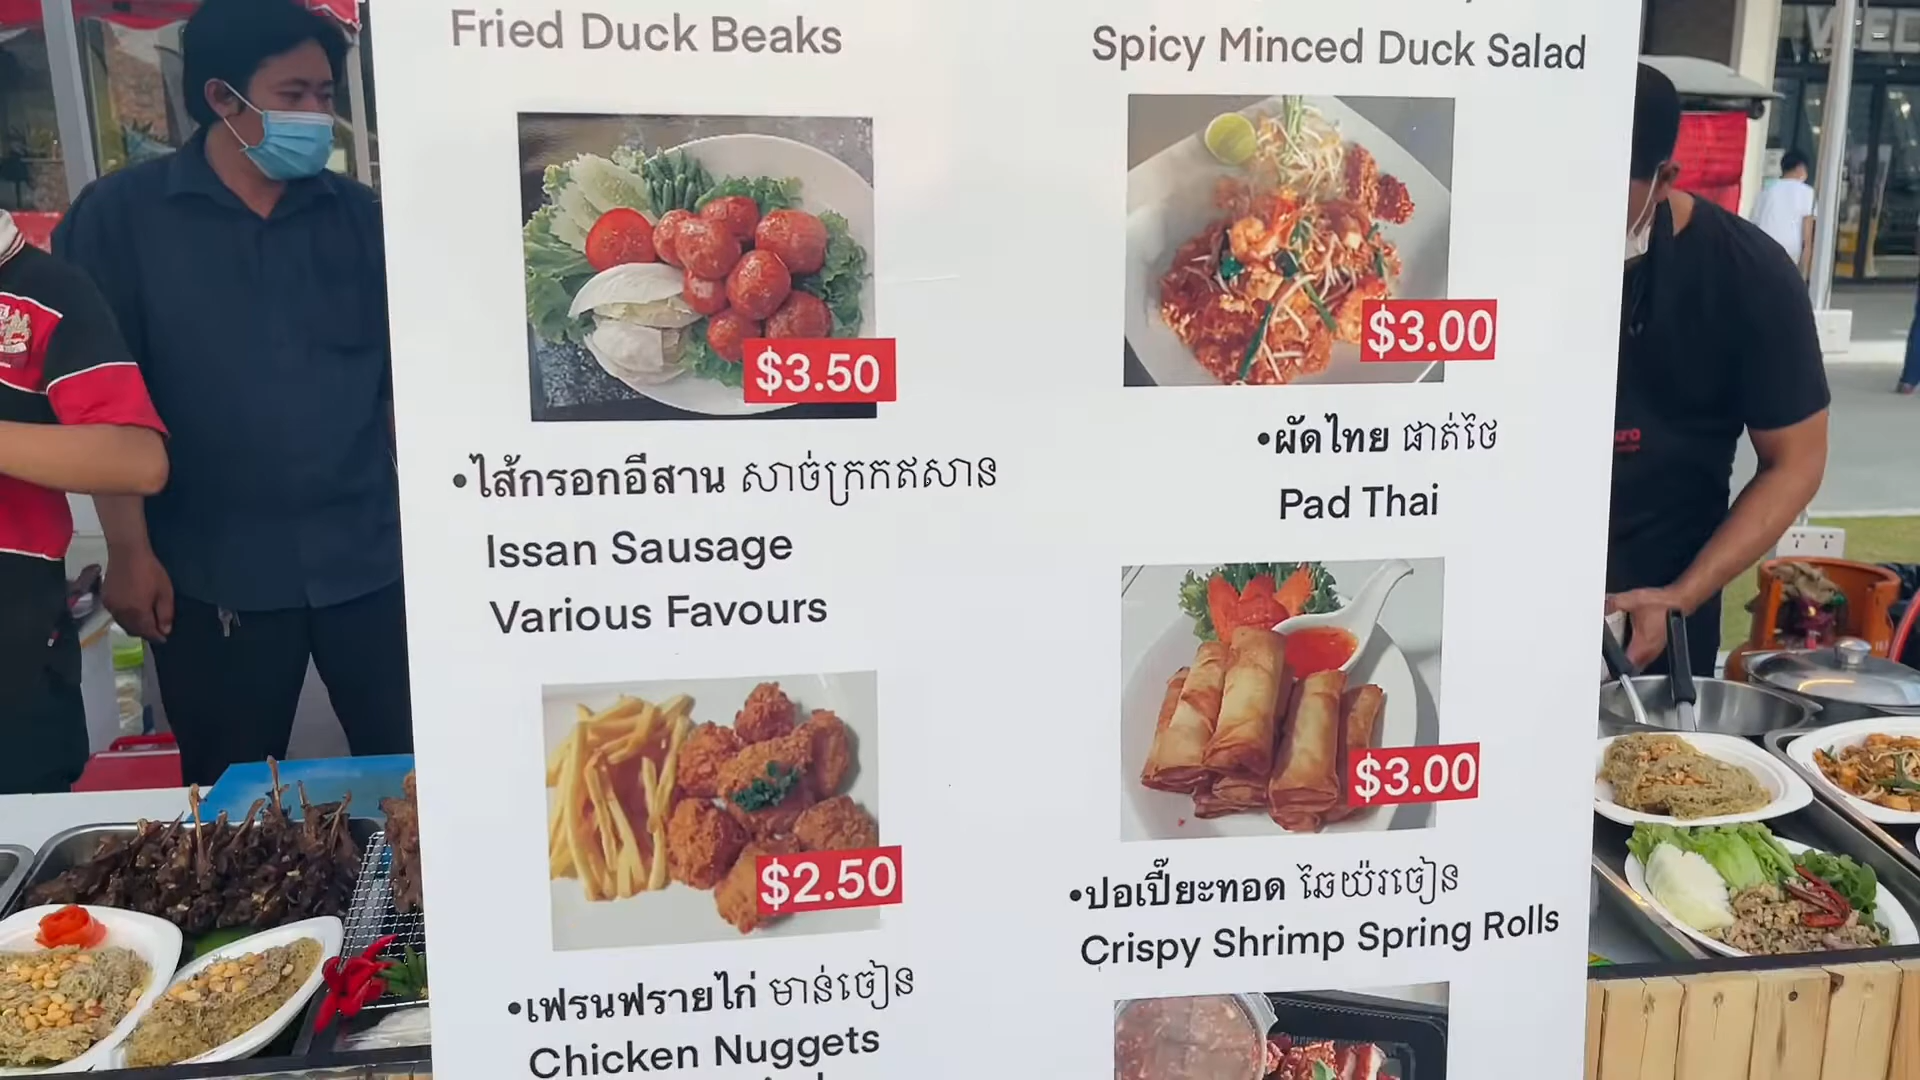 Fried Duck Beaks
$3.50
•ไส้กรอกอีสาน សាច់ក្រកឥសាន
Issan Sausage
Various Favours
$2.50
•เฟรนฟรายไก่ មាន់ចៀន
Chicken Nuggets
Spicy Minced Duck Salad
$3.00
•ผัดไทย ផាត់ថៃ
Pad Thai
$3.00
•ปอเปี๊ยะทอด ឆៃយ៉រចៀន
Crispy Shrimp Spring Rolls